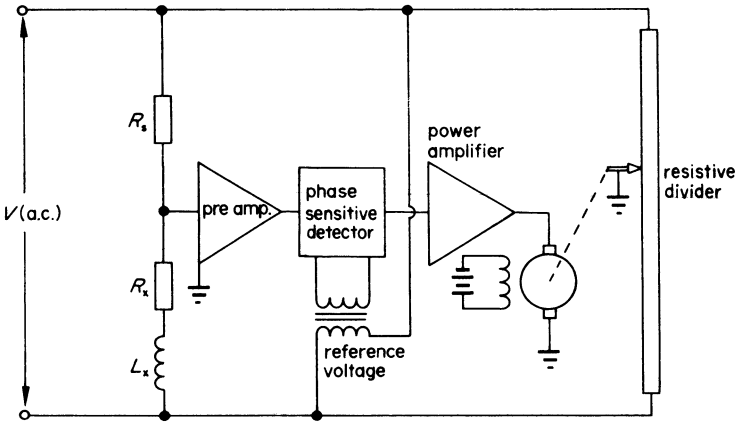 R_s
power
amplifier
phase
sensitive
detector
pre amp.
resistive
divider
V(a.c.)
R_x
L_x
reference
voltage